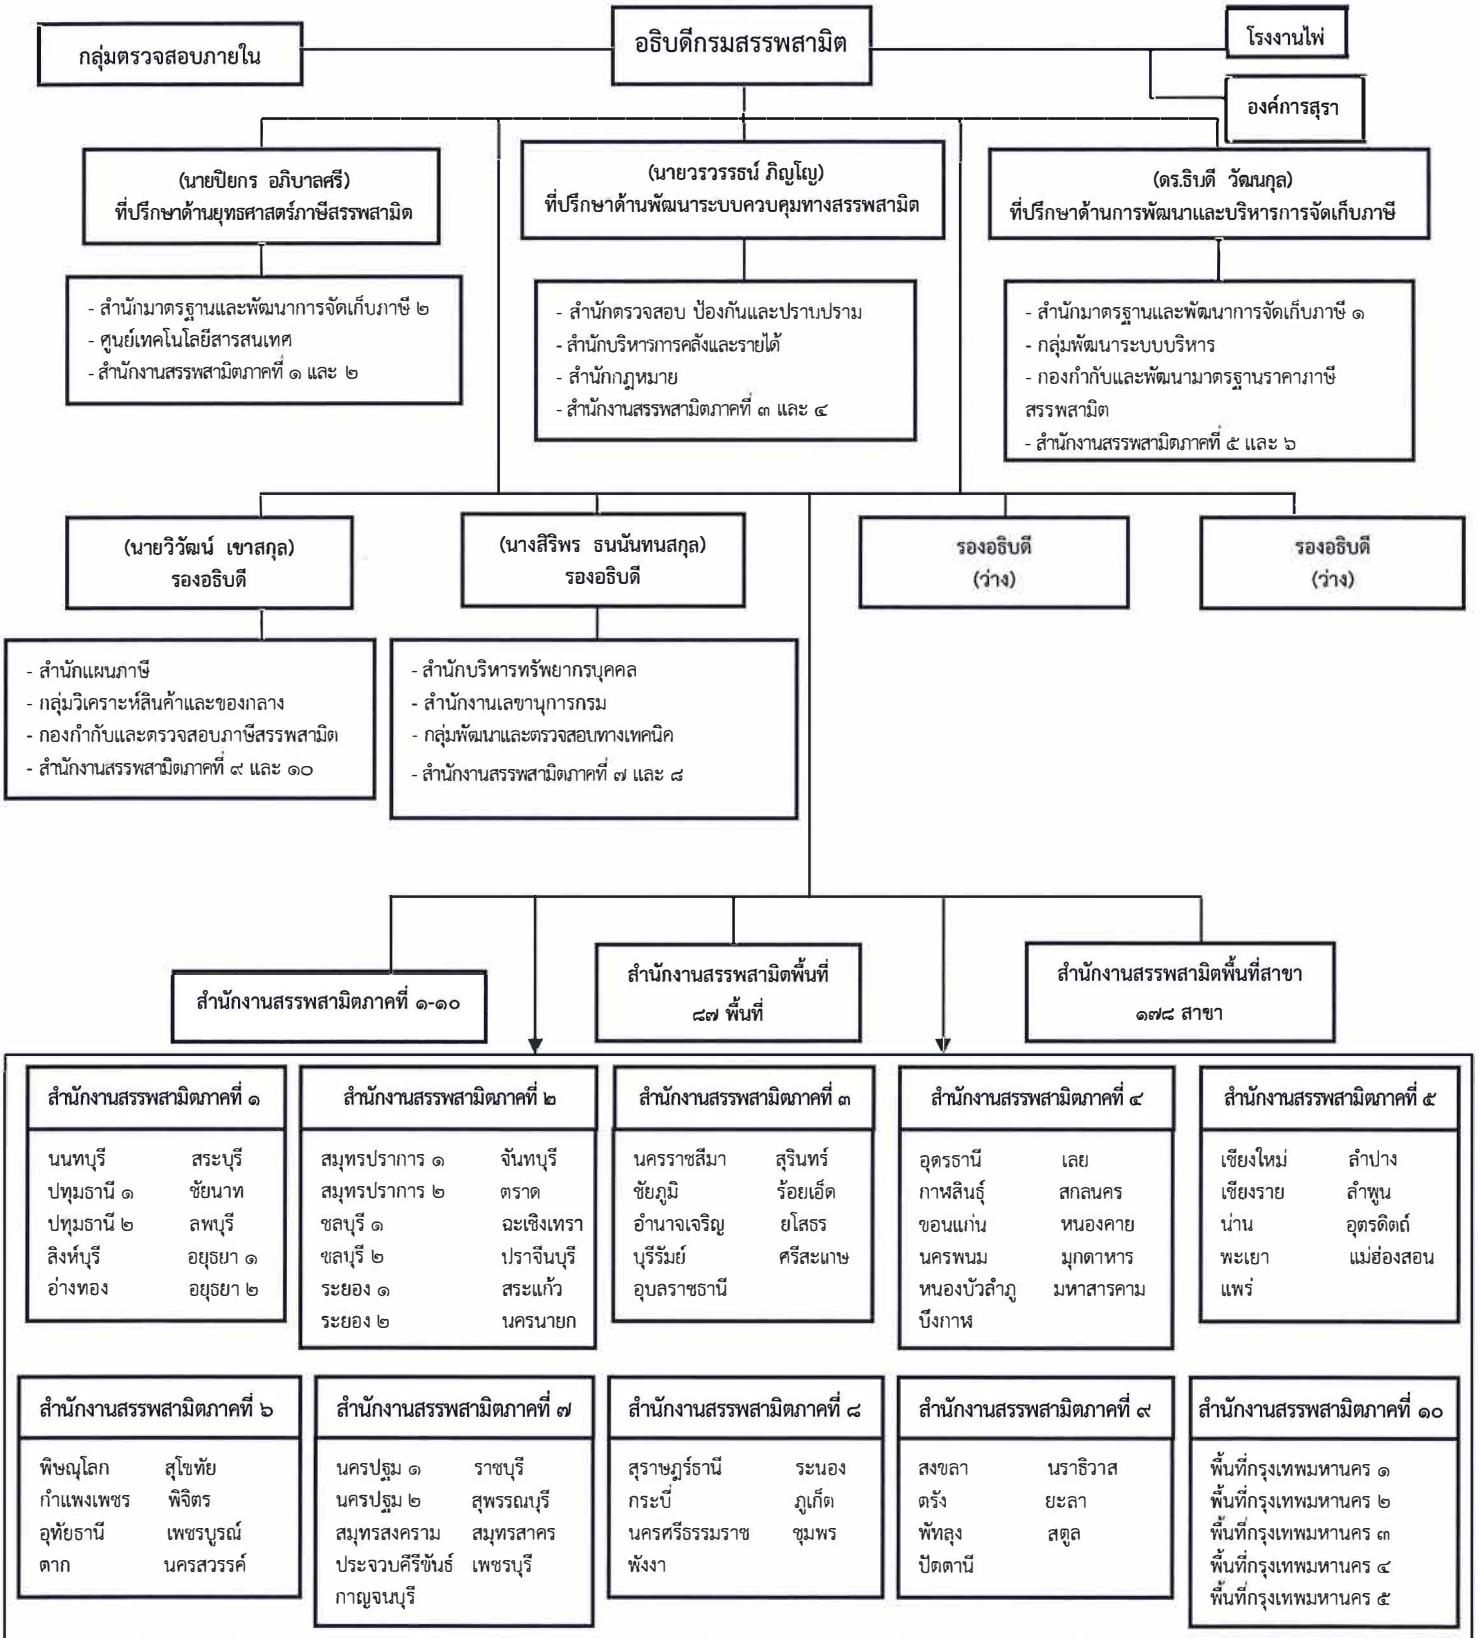 กลุ่มตรวจสอบภายใน
อธิบดีกรมสรรพสามิต
โรงงานไพ่
องค์การสุรา
(นายปิยกร อภิบาลศรี)
ที่ปรึกษาด้านยุทธศาสตร์ภาษีสรรพสามิต
(นายวรวรรธน์ ภิญโญ)
ที่ปรึกษาด้านพัฒนาระบบควบคุมทางสรรพสามิต
(ดร.ธิบดี วัฒนกุล)
ที่ปรึกษาด้านการพัฒนาและบริหารการจัดเก็บภาษี
- สำนักมาตรฐานและพัฒนาการจัดเก็บภาษี ๒
- ศูนย์เทคโนโลยีสารสนเทศ
- สำนักงานสรรพสามิตภาคที่ ๑ และ ๒
- สำนักตรวจสอบ ป้องกันและปราบปราม
- สำนักบริหารการคลังและรายได้
- สำนักกฎหมาย
- สำนักงานสรรพสามิตภาคที่ ๓ และ ๔
- สำนักมาตรฐานและพัฒนาการจัดเก็บภาษี ๑
- กลุ่มพัฒนาระบบบริหาร
- กองกำกับและพัฒนามาตรฐานราคาภาษี
สรรพสามิต
- สำนักงานสรรพสามิตภาคที่ ๕ และ ๖
(นายวิวัฒน์ เขาสกุล)
รองอธิบดี
(นางสิริพร ธนนันทนสกุล)
รองอธิบดี
รองอธิบดี
(ว่าง)
รองอธิบดี
(ว่าง)
- สำนักแผนภาษี
- กลุ่มวิเคราะห์สินค้าและของกลาง
- กองกำกับและตรวจสอบภาษีสรรพสามิต
- สำนักงานสรรพสามิตภาคที่ ๙ และ ๑๐
- สำนักบริหารทรัพยากรบุคคล
- สำนักงานเลขานุการกรม
- กลุ่มพัฒนาและตรวจสอบทางเทคนิค
- สำนักงานสรรพสามิตภาคที่ ๗ และ ๘
สำนักงานสรรพสามิตภาคที่ ๑-๑๐
สำนักงานสรรพสามิตพื้นที่
๘๗ พื้นที่
สำนักงานสรรพสามิตพื้นที่สาขา
๑๗๘ สาขา
สำนักงานสรรพสามิตภาคที่ ๑
นนทบุรี สระบุรี
ปทุมธานี ๑ ชัยนาท
ปทุมธานี ๒ ลพบุรี
สิงห์บุรี อยุธยา ๑
อ่างทอง อยุธยา ๒
สำนักงานสรรพสามิตภาคที่ ๒
สมุทรปราการ ๑ จันทบุรี
สมุทรปราการ ๒ ตราด
ชลบุรี ๑ ฉะเชิงเทรา
ชลบุรี ๒ ปราจีนบุรี
ระยอง ๑ สระแก้ว
ระยอง ๒ นครนายก
สำนักงานสรรพสามิตภาคที่ ๓
นครราชสีมา สุรินทร์
ชัยภูมิ ร้อยเอ็ด
อำนาจเจริญ ยโสธร
บุรีรัมย์ ศรีสะเกษ
อุบลราชธานี
สำนักงานสรรพสามิตภาคที่ ๔
อุดรธานี เลย
กาฬสินธุ์ สกลนคร
ขอนแก่น หนองคาย
นครพนม มุกดาหาร
หนองบัวลำภู มหาสารคาม
บึงกาฬ
สำนักงานสรรพสามิตภาคที่ ๕
เชียงใหม่ ลำปาง
เชียงราย ลำพูน
น่าน อุตรดิตถ์
พะเยา แม่ฮ่องสอน
แพร่
สำนักงานสรรพสามิตภาคที่ ๖
พิษณุโลก สุโขทัย
กำแพงเพชร พิจิตร
อุทัยธานี เพชรบูรณ์
ตาก นครสวรรค์
สำนักงานสรรพสามิตภาคที่ ๗
นครปฐม ๑ ราชบุรี
นครปฐม ๒ สุพรรณบุรี
สมุทรสงคราม สมุทรสาคร
ประจวบคีรีขันธ์ เพชรบุรี
กาญจนบุรี
สำนักงานสรรพสามิตภาคที่ ๘
สุราษฎร์ธานี ระนอง
กระบี่ ภูเก็ต
นครศรีธรรมราช ชุมพร
พังงา
สำนักงานสรรพสามิตภาคที่ ๙
สงขลา นราธิวาส
ตรัง ยะลา
พัทลุง สตูล
ปัตตานี
สำนักงานสรรพสามิตภาคที่ ๑๐
พื้นที่กรุงเทพมหานคร ๑
พื้นที่กรุงเทพมหานคร ๒
พื้นที่กรุงเทพมหานคร ๓
พื้นที่กรุงเทพมหานคร ๔
พื้นที่กรุงเทพมหานคร ๕